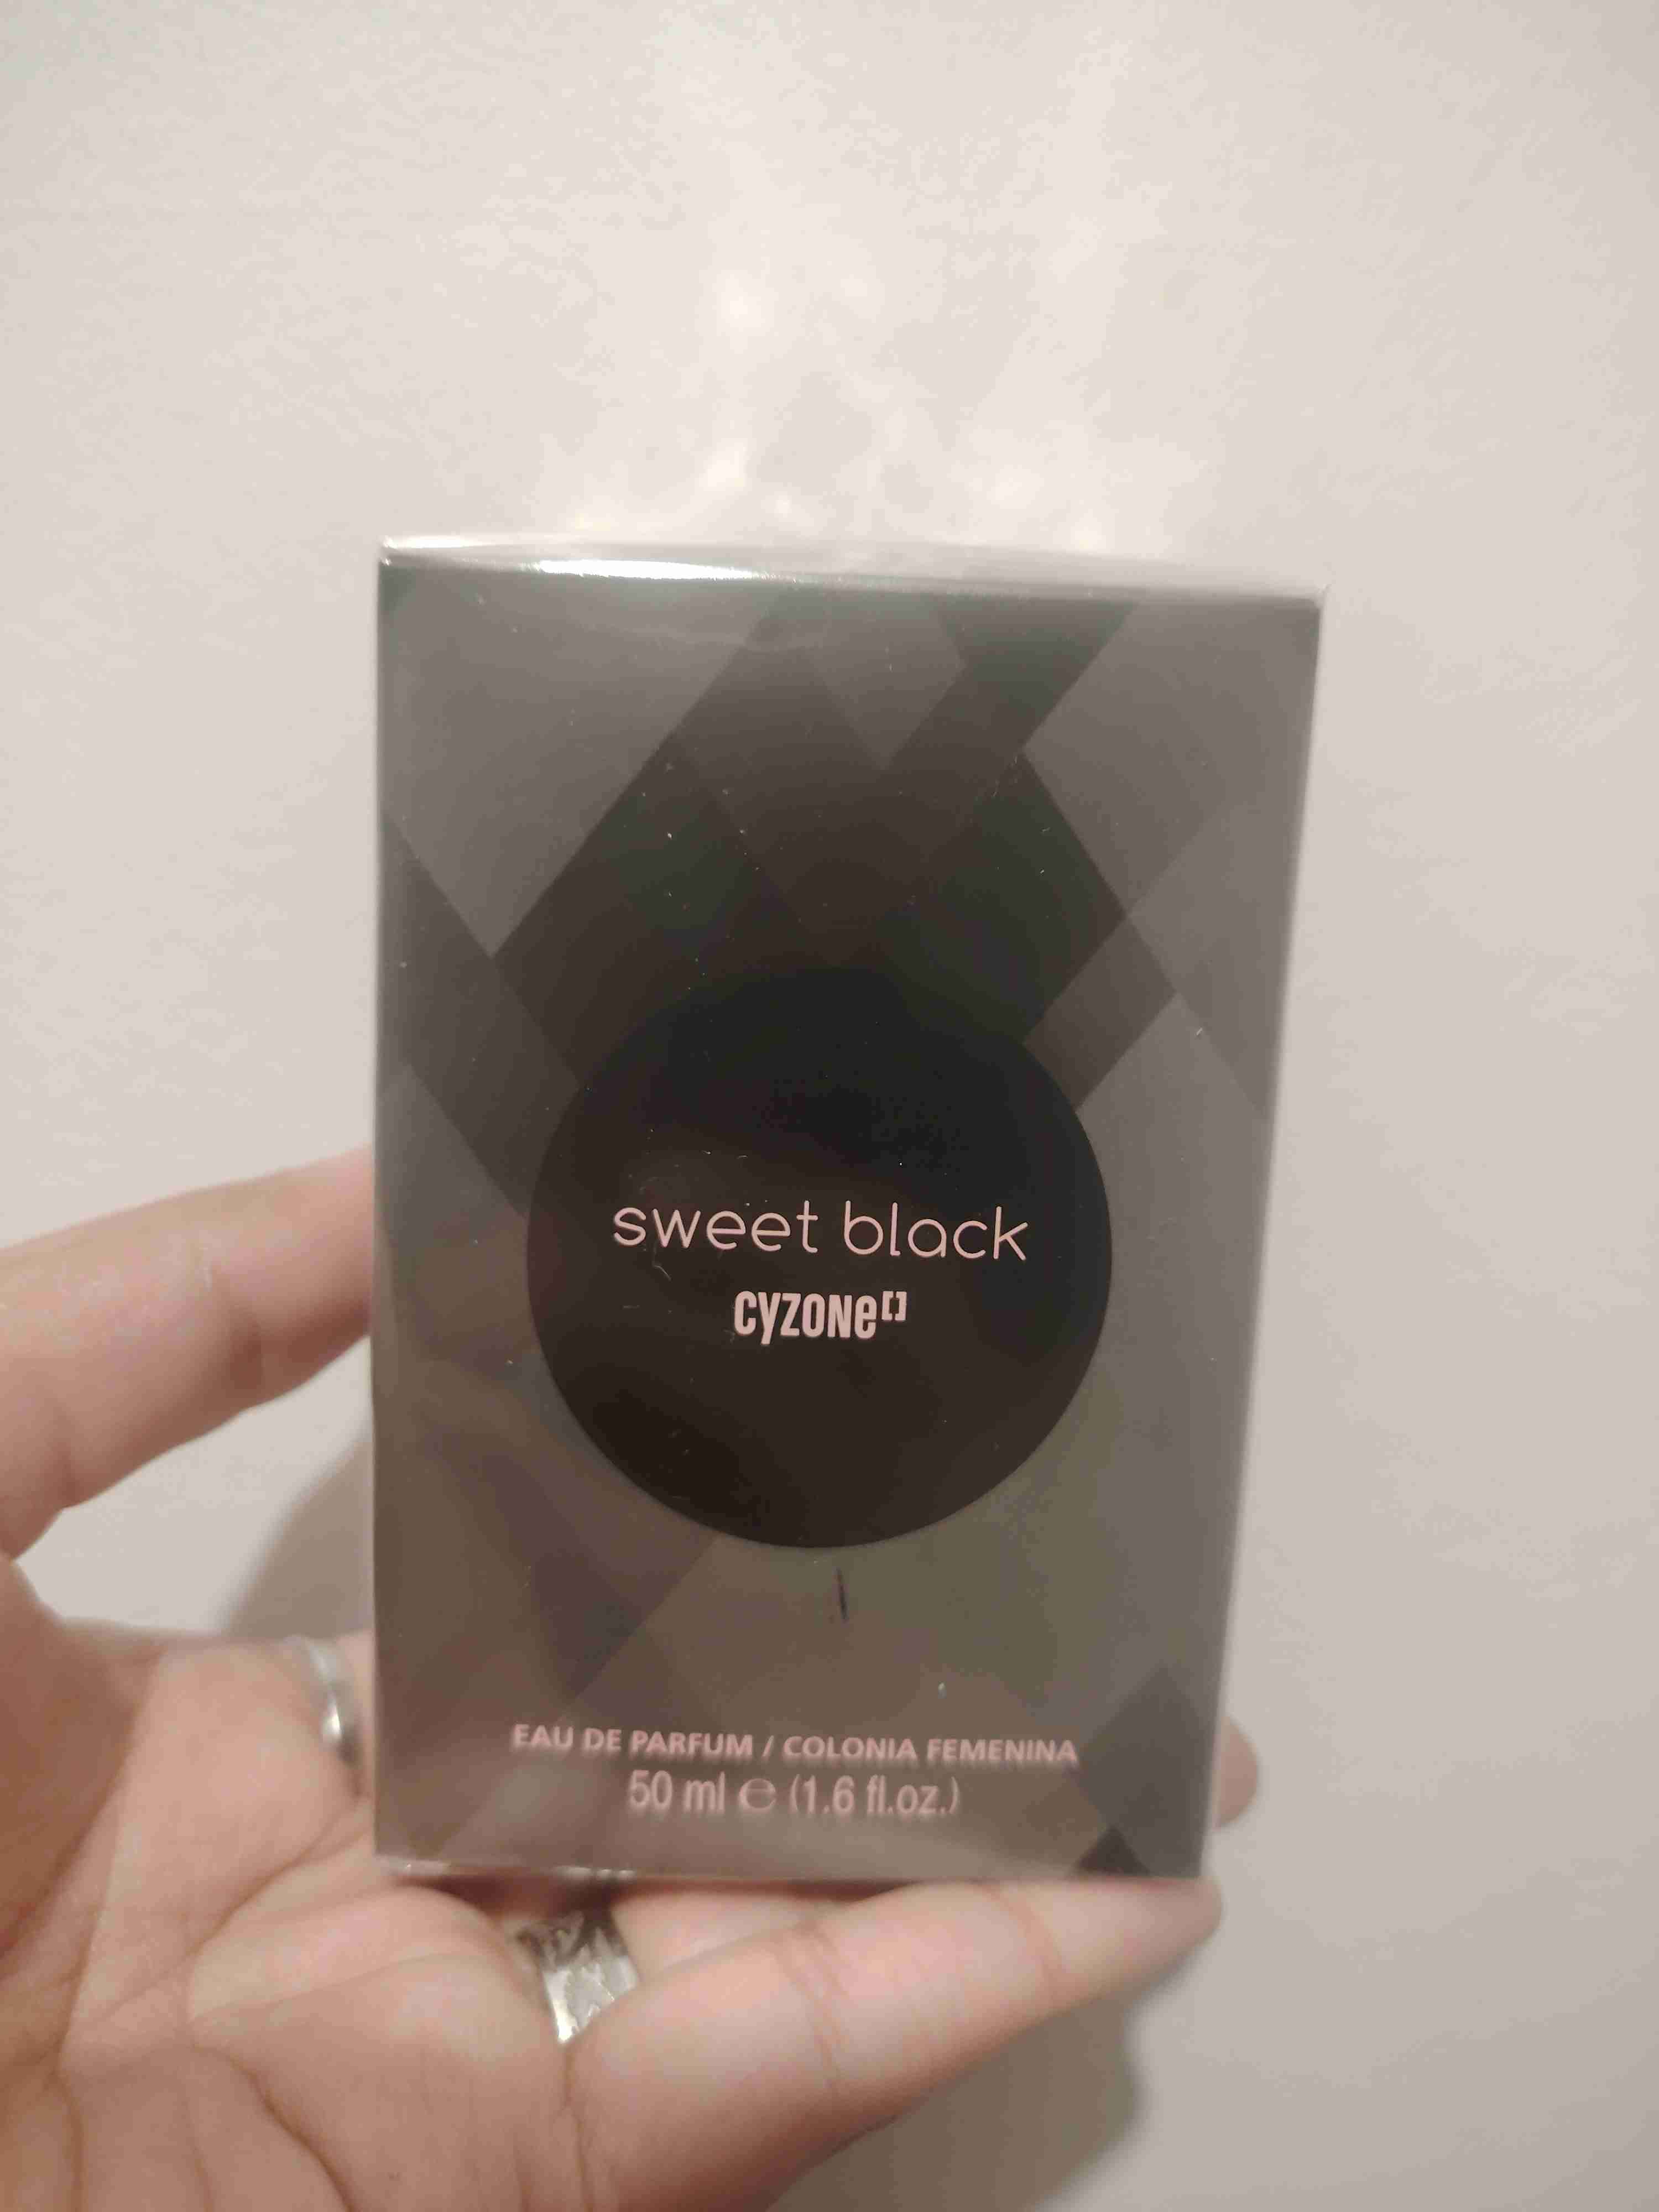 sweet black
cyzone[]
EAU DE PARFUM / COLONIA FEMENINA
50 ml e (1.6 fl.oz.)